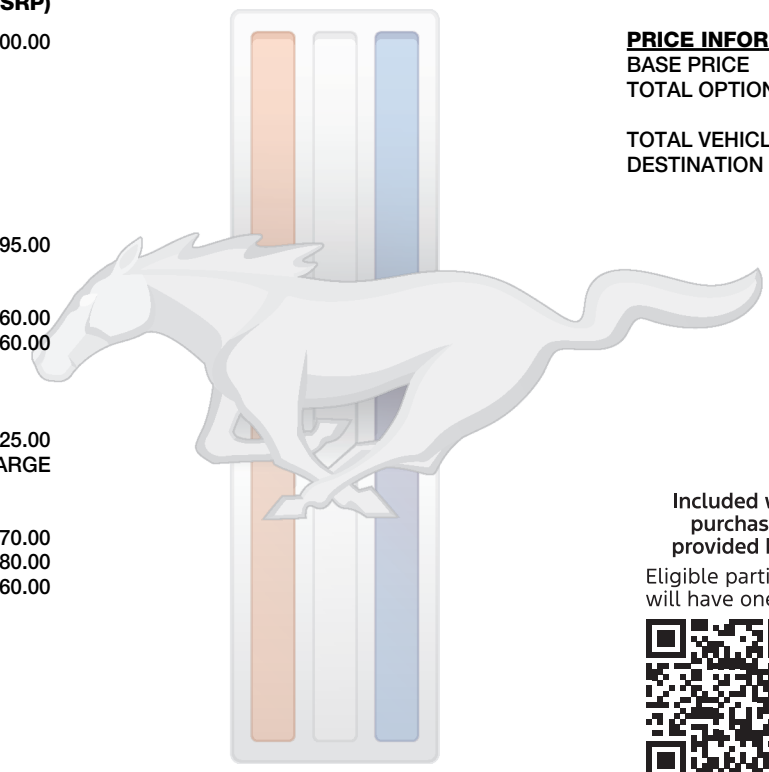 SRP)
00.00
95.00
60.00
60.00
25.00
ARGE
70.00
80.00
60.00
PRICE INFOR
BASE PRICE
TOTAL OPTION
TOTAL VEHICL
DESTINATION
Included w
purchas
provided b
Eligible parti
will have one